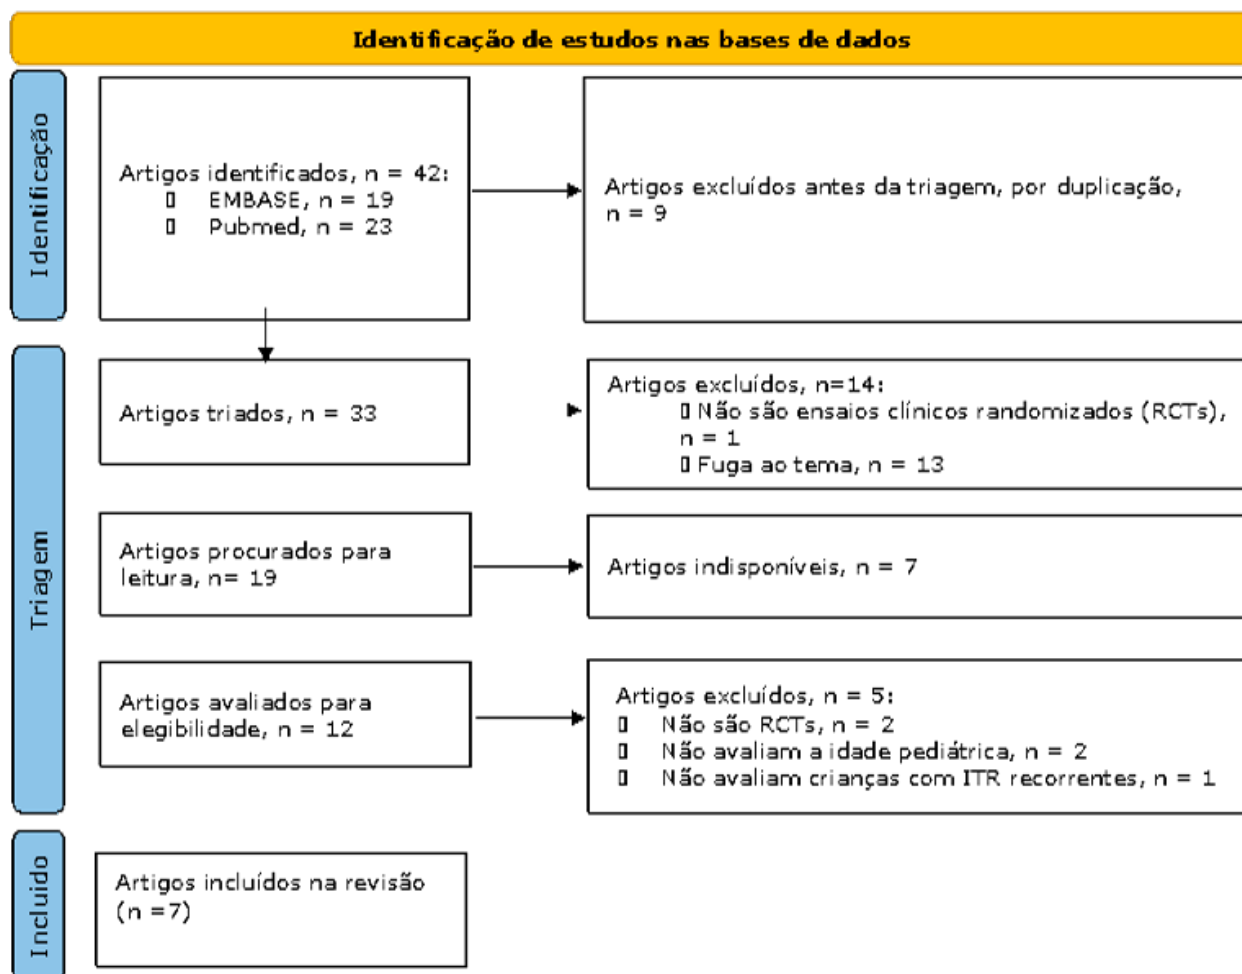 Identificação de estudos nas bases de dados
Identificação
Artigos identificados, n = 42:
▯ EMBASE, n = 19
▯ Pubmed, n = 23
Artigos excluídos antes da triagem, por duplicação,
n = 9
Triagem
Artigos triados, n = 33
Artigos excluídos, n=14:
▯ Não são ensaios clínicos randomizados (RCTs),
n = 1
▯ Fuga ao tema, n = 13
Artigos procurados para
leitura, n= 19
Artigos indisponíveis, n = 7
Artigos avaliados para
elegibilidade, n = 12
Artigos excluídos, n = 5:
▯ Não são RCTs, n = 2
▯ Não avaliam a idade pediátrica, n = 2
▯ Não avaliam crianças com ITR recorrentes, n = 1
Incluido
Artigos incluídos na revisão
(n =7)